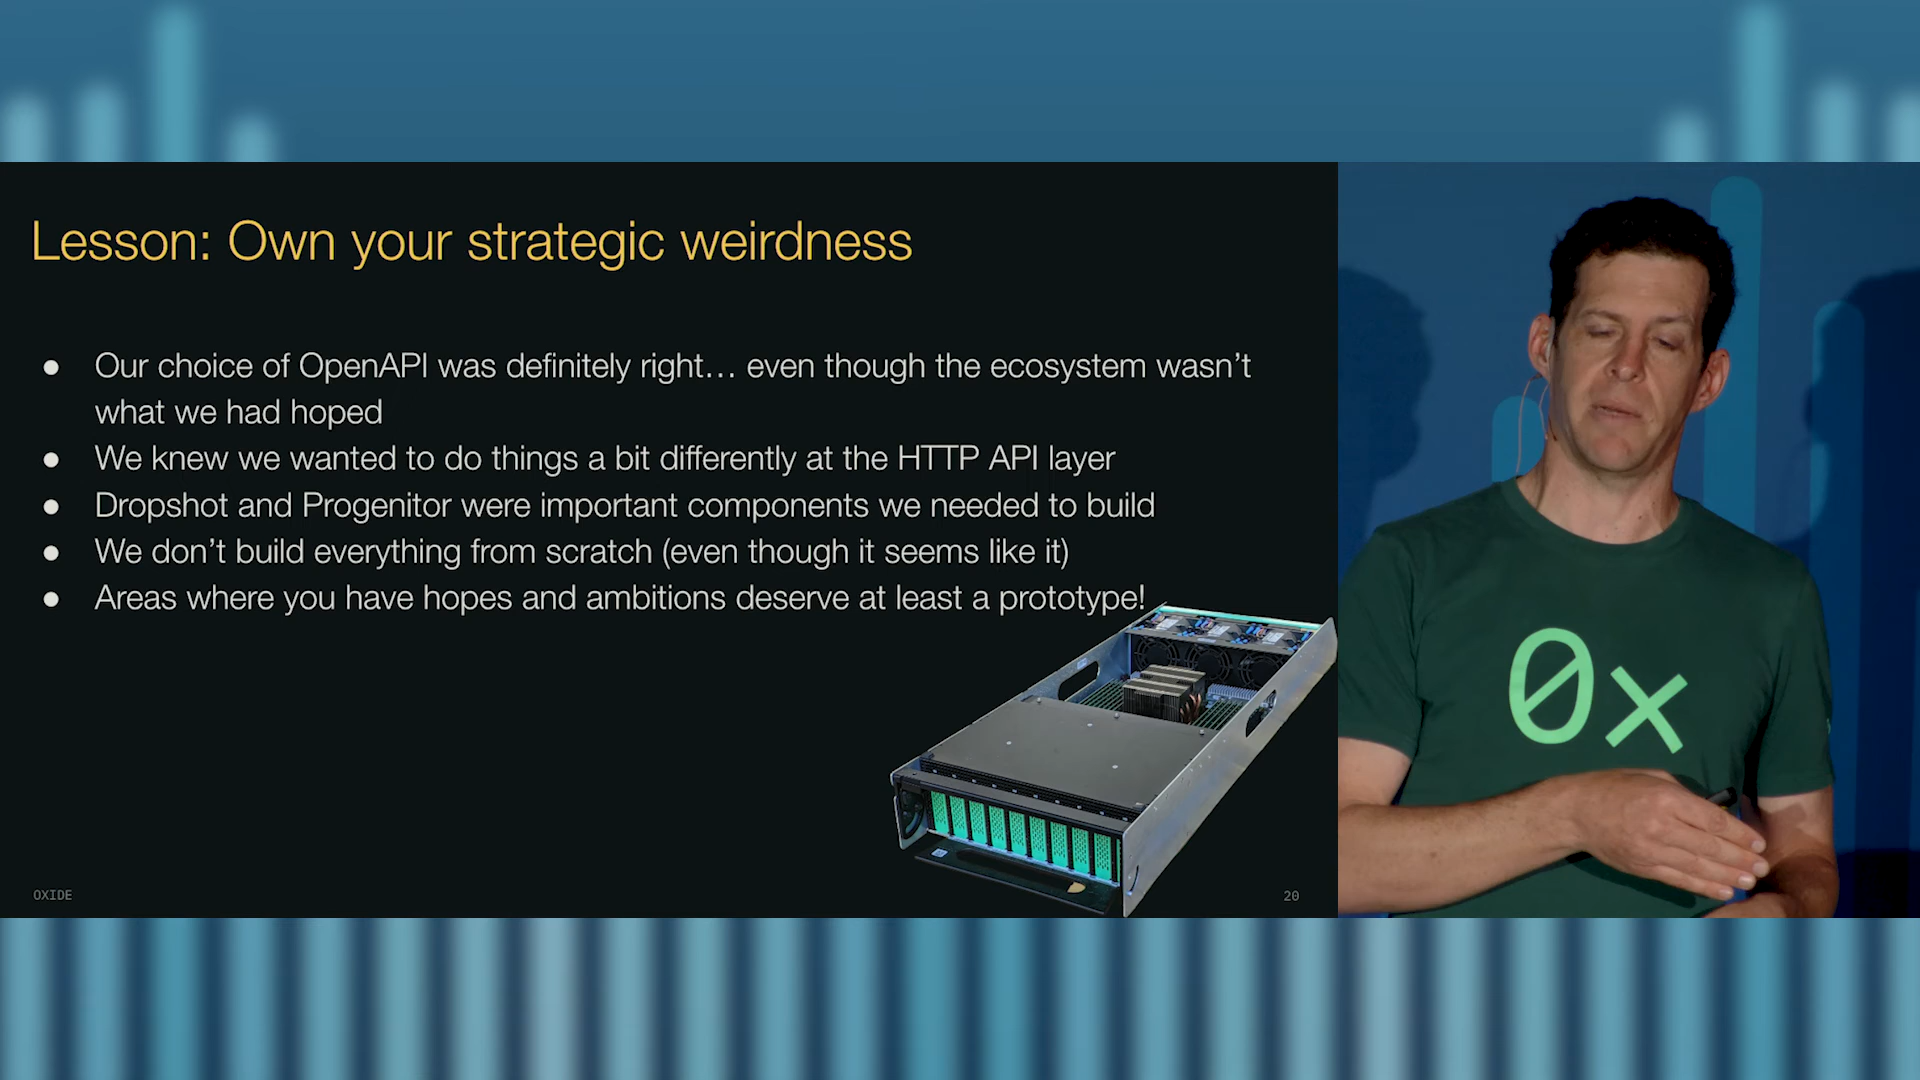 Lesson: Own your strategic weirdness
● Our choice of OpenAPI was definitely right… even though the ecosystem wasn’t
what we had hoped
● We knew we wanted to do things a bit differently at the HTTP API layer
● Dropshot and Progenitor were important components we needed to build
● We don’t build everything from scratch (even though it seems like it)
● Areas where you have hopes and ambitions deserve at least a prototype!
OXIDE
20
0x